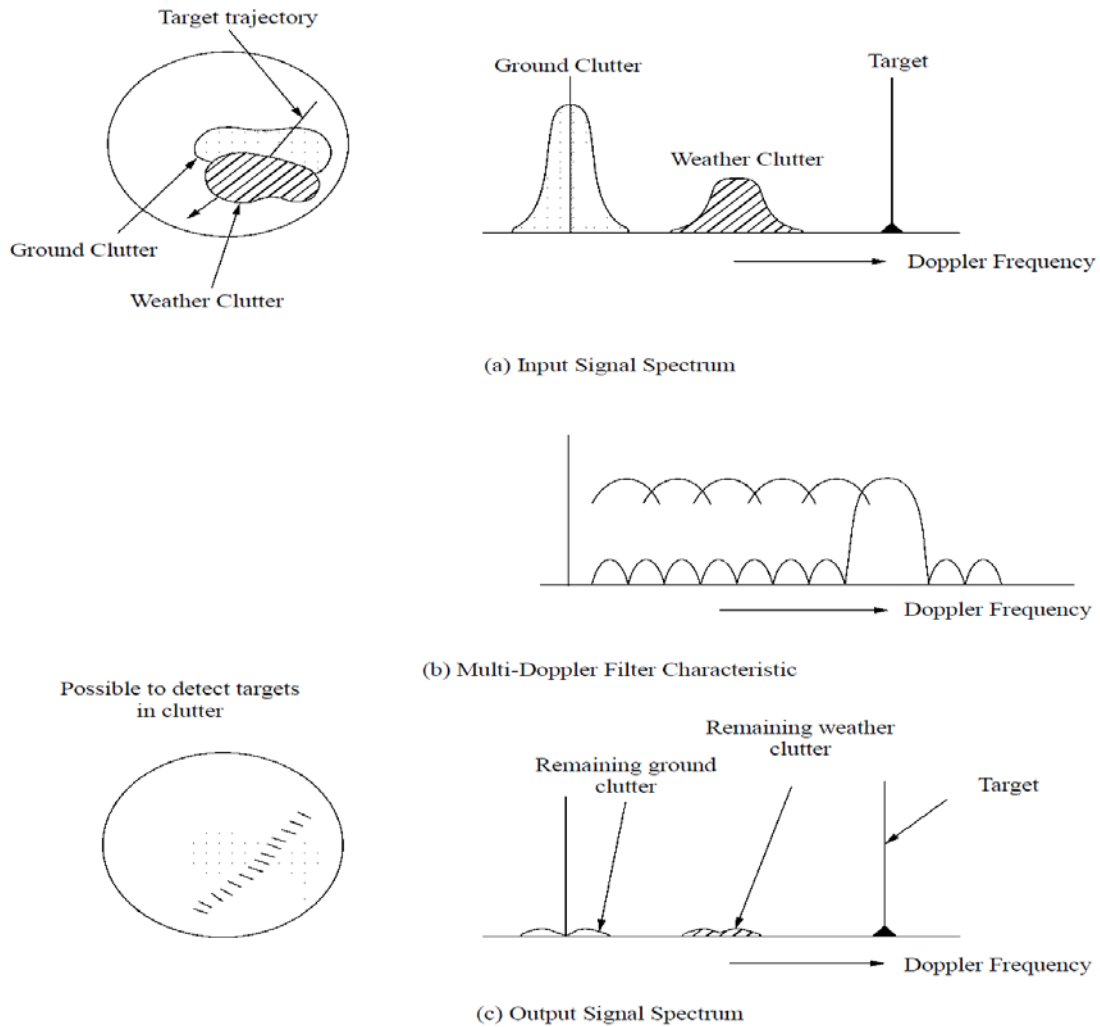 Target trajectory
Ground Clutter
Target
Weather Clutter
Ground Clutter
Weather Clutter
Doppler Frequency
(a) Input Signal Spectrum
Doppler Frequency
(b) Multi-Doppler Filter Characteristic
Possible to detect targets
in clutter
Remaining weather
clutter
Remaining ground
clutter
Target
Doppler Frequency
(c) Output Signal Spectrum